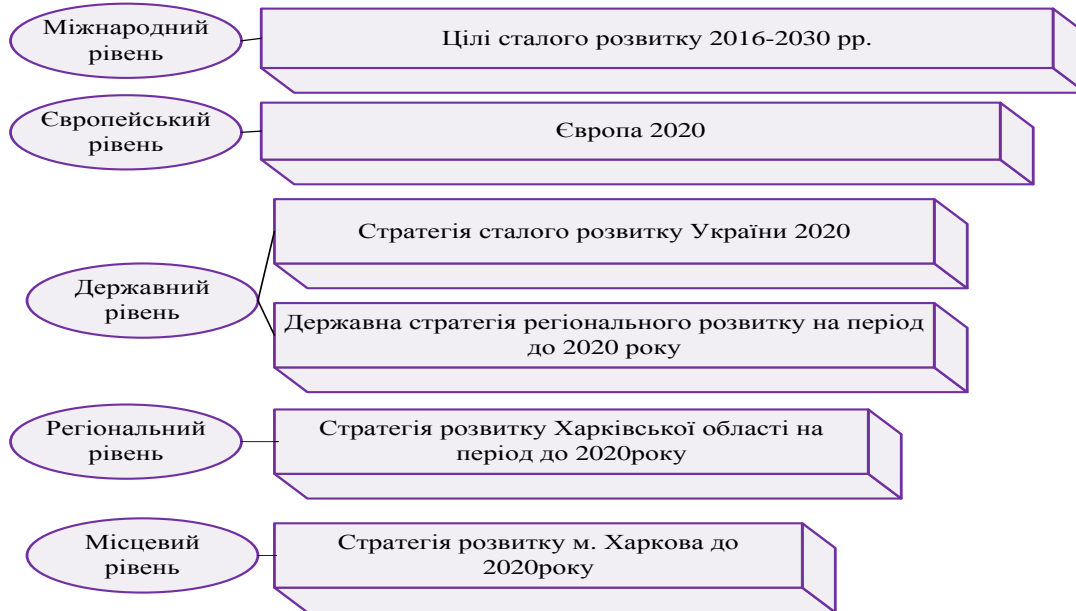 Міжнародний
рівень
Цілі сталого розвитку 2016-2030 рр.
Європейський
рівень
Європа 2020
Стратегія сталого розвитку України 2020
Державний
рівень
Державна стратегія регіонального розвитку на період
до 2020 року
Регіональний
рівень
Стратегія розвитку Харківської області на
період до 2020року
Місцевий
рівень
Стратегія розвитку м. Харкова до
2020року